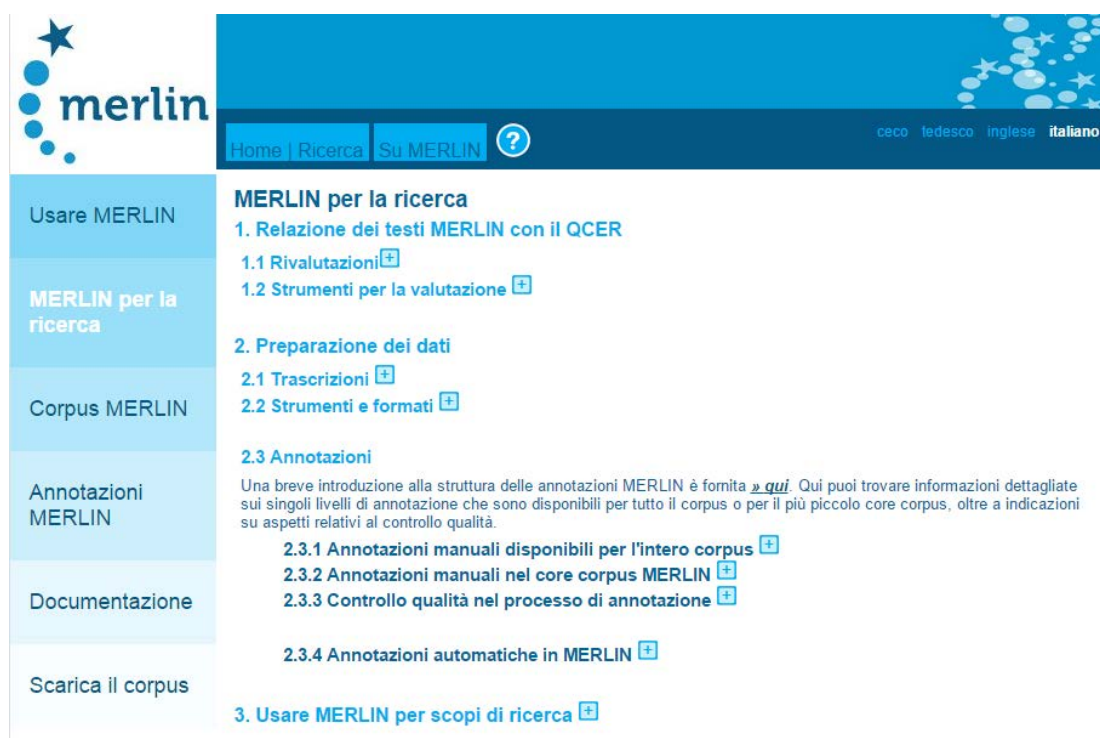 merlin
Home | Ricerca
Su MERLIN
?
ceco tedesco inglese italiano
Usare MERLIN
MERLIN per la
ricerca
Corpus MERLIN
Annotazioni
MERLIN
Documentazione
Scarica il corpus
MERLIN per la ricerca
1. Relazione dei testi MERLIN con il QCER
1.1 Rivalutazioni +
1.2 Strumenti per la valutazione +
2. Preparazione dei dati
2.1 Trascrizioni +
2.2 Strumenti e formati +
2.3 Annotazioni
Una breve introduzione alla struttura delle annotazioni MERLIN è fornita » qui. Qui puoi trovare informazioni dettagliate
sui singoli livelli di annotazione che sono disponibili per tutto il corpus o per il più piccolo core corpus, oltre a indicazioni
su aspetti relativi al controllo qualità.
2.3.1 Annotazioni manuali disponibili per l'intero corpus +
2.3.2 Annotazioni manuali nel core corpus MERLIN +
2.3.3 Controllo qualità nel processo di annotazione +
2.3.4 Annotazioni automatiche in MERLIN +
3. Usare MERLIN per scopi di ricerca +